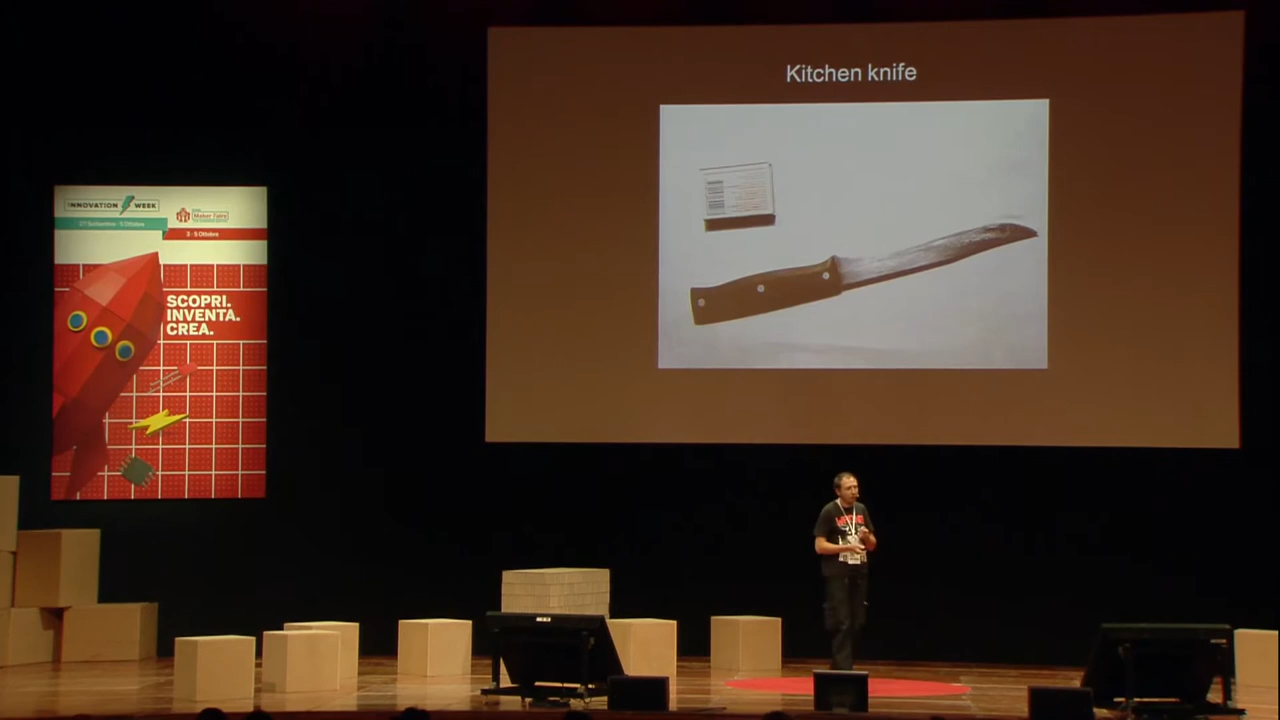 Kitchen knife
INNOVATION WEEK
Maker Faire
3 - 5 Ottobre
SCOPRI.
INVENTA.
CREA.